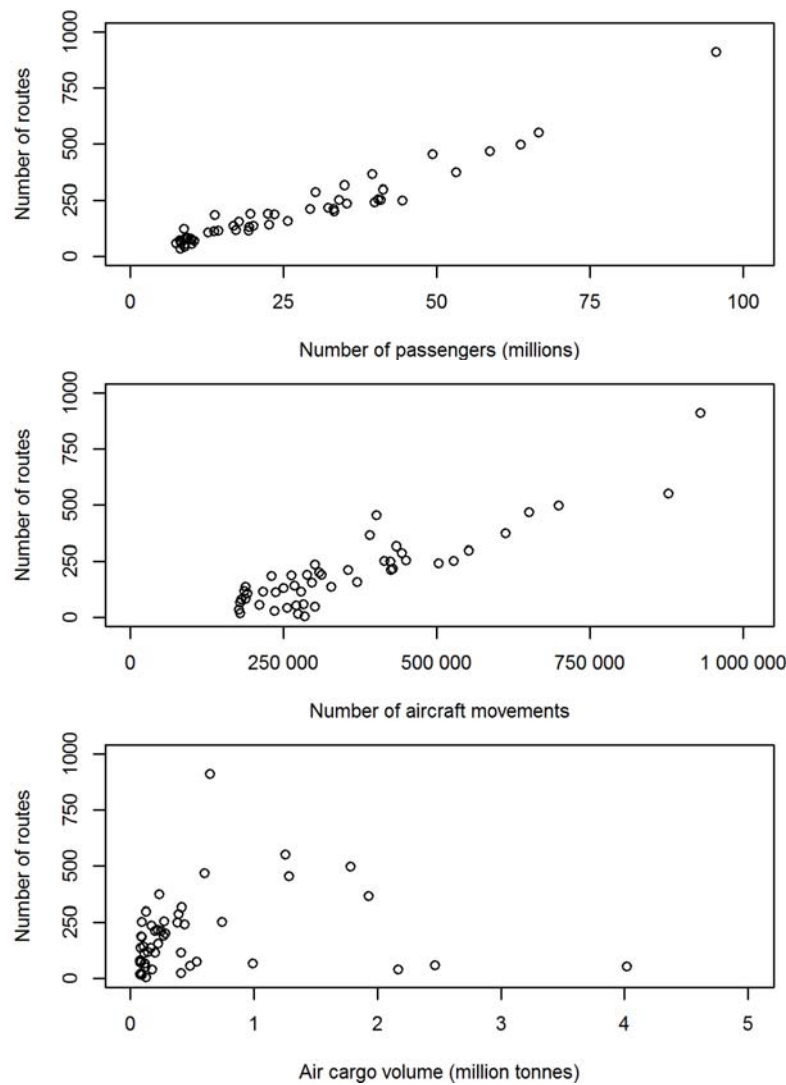 1000
750
500
250
0
Number of routes
0 25 50 75 100
Number of passengers (millions)
1000
750
500
250
0
Number of routes
0 250 000 500 000 750 000 1 000 000
Number of aircraft movements
1000
750
500
250
0
Number of routes
0 1 2 3 4 5
Air cargo volume (million tonnes)